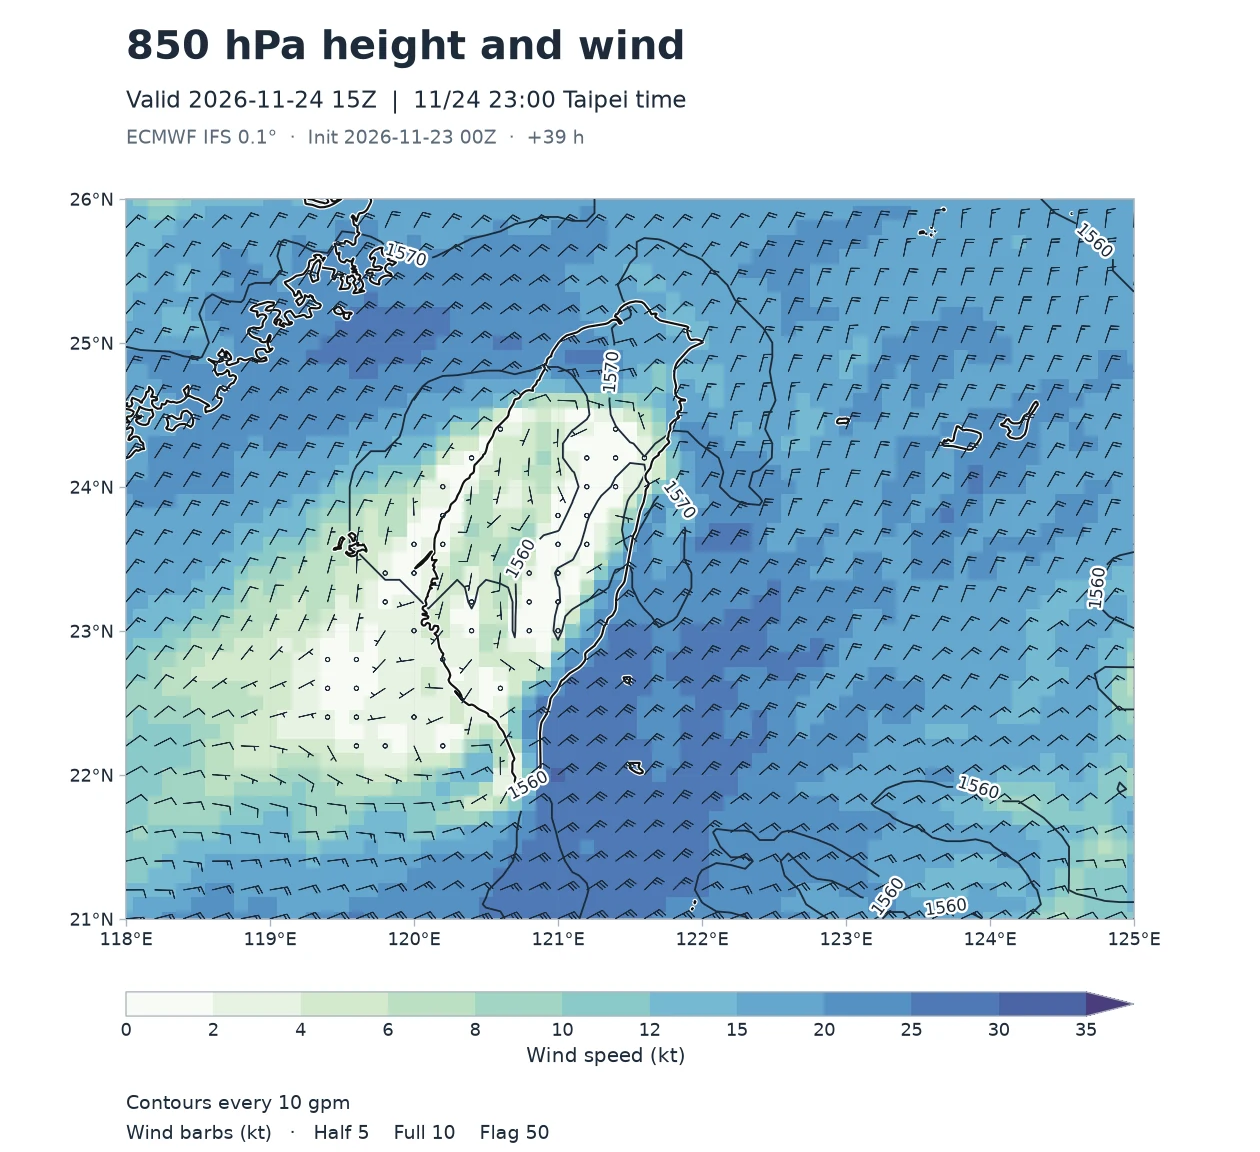 850 hPa height and wind
Valid 2026-11-24 15Z | 11/24 23:00 Taipei time
ECMWF IFS 0.1° · Init 2026-11-23 00Z · +39 h
26°N
25°N
24°N
23°N
22°N
21°N
1570
1560
1570
1570
1560
1560
1560
1560
1560
1560
118°E 119°E 120°E 121°E 122°E 123°E 124°E 125°E
0 2 4 6 8 10 12 15 20 25 30 35
Wind speed (kt)
Contours every 10 gpm
Wind barbs (kt) · Half 5 Full 10 Flag 50